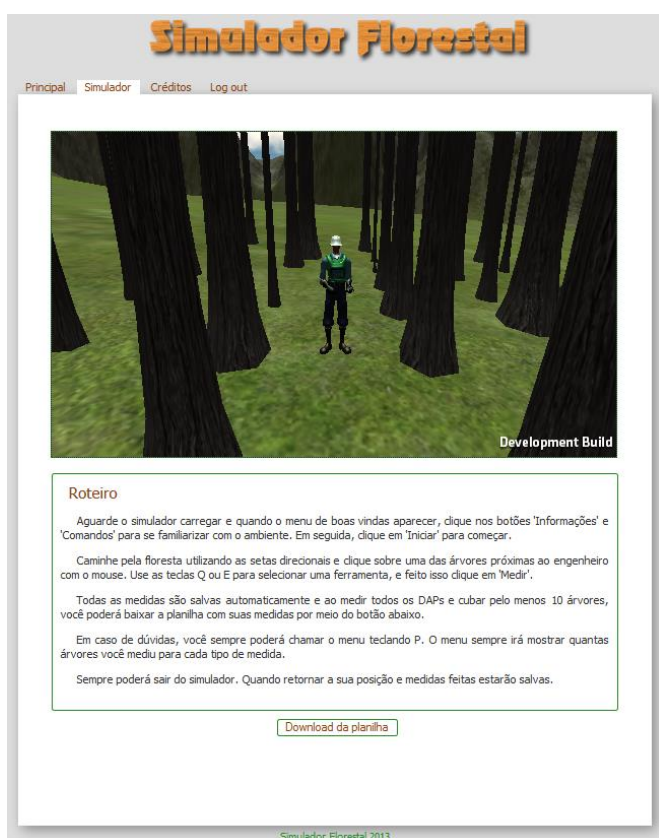 Simulador Florestal
Principal Simulador Créditos Log out
Development Build
Roteiro
Aguarde o simulador carregar e quando o menu de boas vindas aparecer, clique nos botões 'Informações' e
'Comandos' para se familiarizar com o ambiente. Em seguida, clique em 'Iniciar' para começar.
Caminhe pela floresta utilizando as setas direcionais e clique sobre uma das árvores próximas ao engenheiro
com o mouse. Use as teclas Q ou E para selecionar uma ferramenta, e feito isso clique em 'Medir'.
Todas as medidas são salvas automaticamente e ao medir todos os DAPs e cubar pelo menos 10 árvores,
você poderá baixar a planilha com suas medidas por meio do botão abaixo.
Em caso de dúvidas, você sempre poderá chamar o menu teclando P. O menu sempre irá mostrar quantas
árvores você mediu para cada tipo de medida.
Sempre poderá sair do simulador. Quando retornar a sua posição e medidas feitas estarão salvas.
Download da planilha
Simulador Florestal 2013